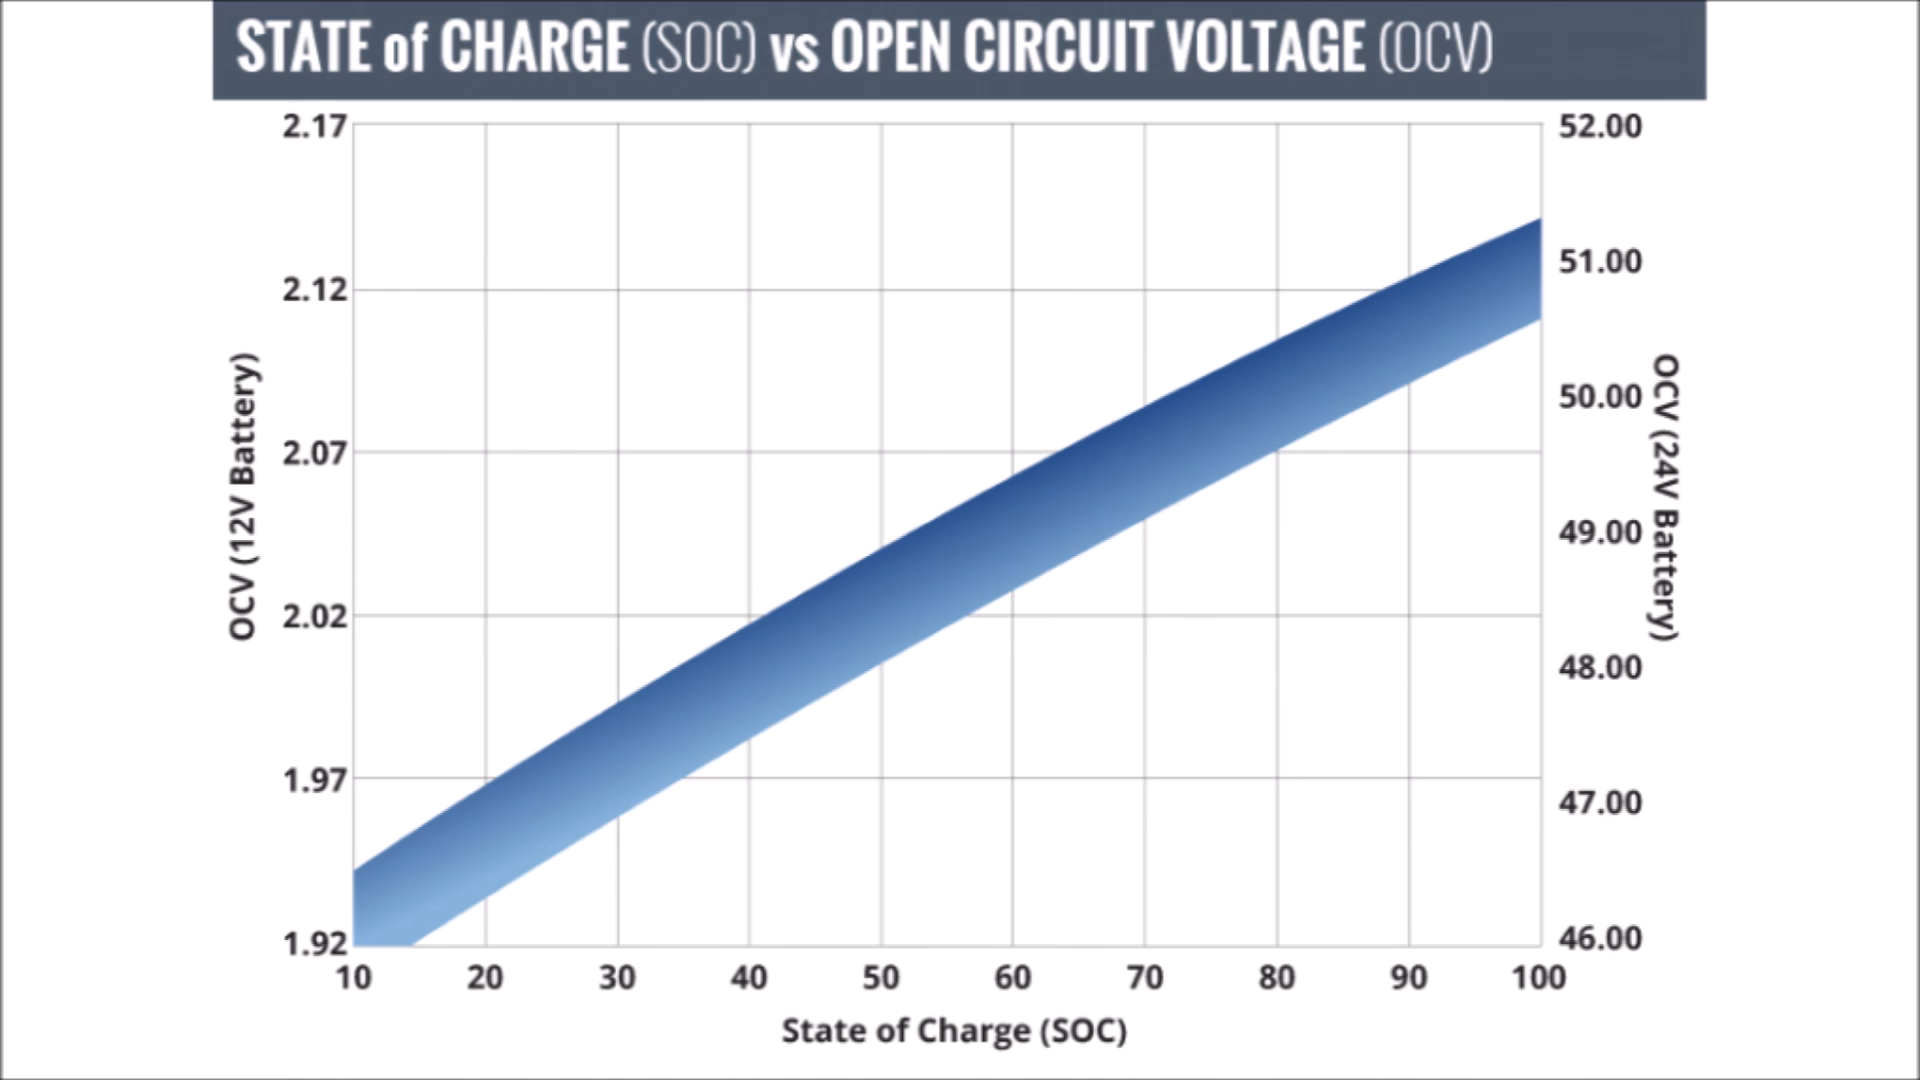 STATE of CHARGE (SOC) vs OPEN CIRCUIT VOLTAGE (OCV)
2.17
2.12
2.07
2.02
1.97
1.92
OCV (12V Battery)
52.00
51.00
50.00
49.00
48.00
47.00
46.00
OCV (24V Battery)
10 20 30 40 50 60 70 80 90 100
State of Charge (SOC)